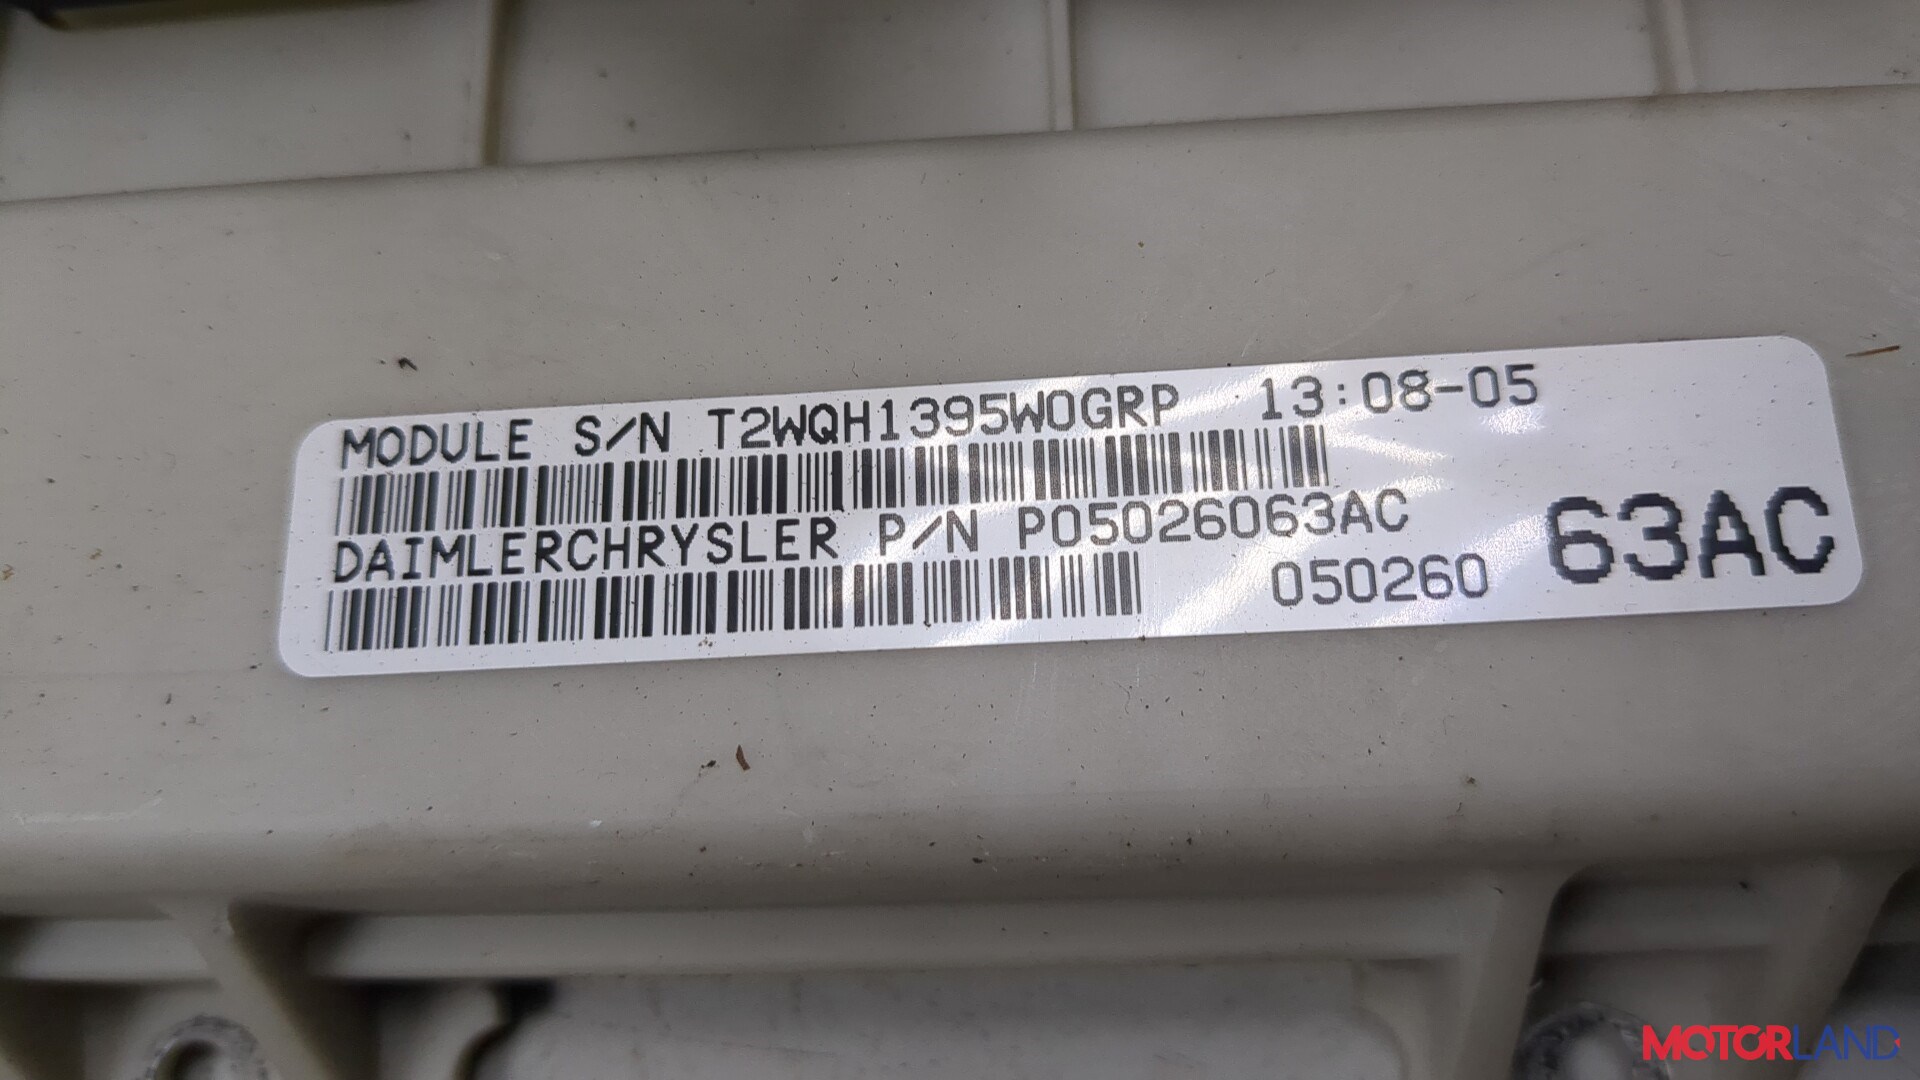 MODULE S/N T2WQH1395W0GRP 13:08-05
DAIMLERCHRYSLER P/N P05026063AC
050260 63AC
MOTORLAND